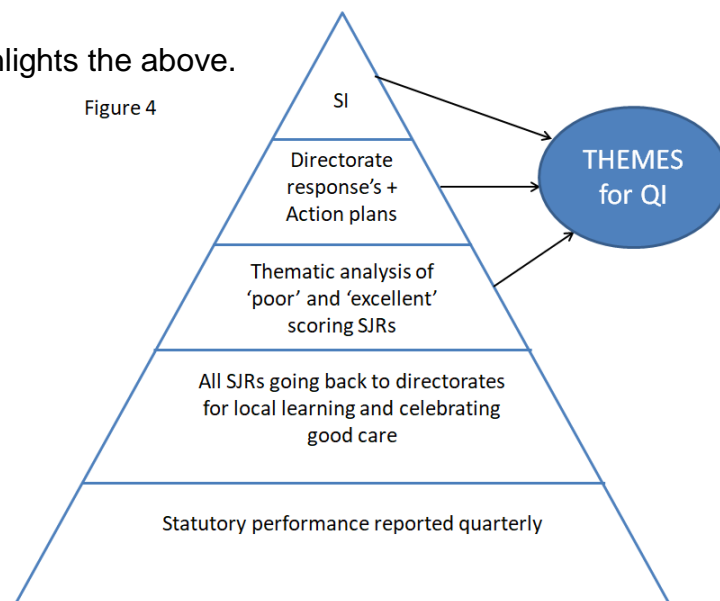 hlights the above.
Figure 4
SI
Directorate
response's +
Action plans
THEMES
for QI
Thematic analysis of
'poor' and 'excellent'
scoring SJRs
All SJRs going back to directorates
for local learning and celebrating
good care
Statutory performance reported quarterly